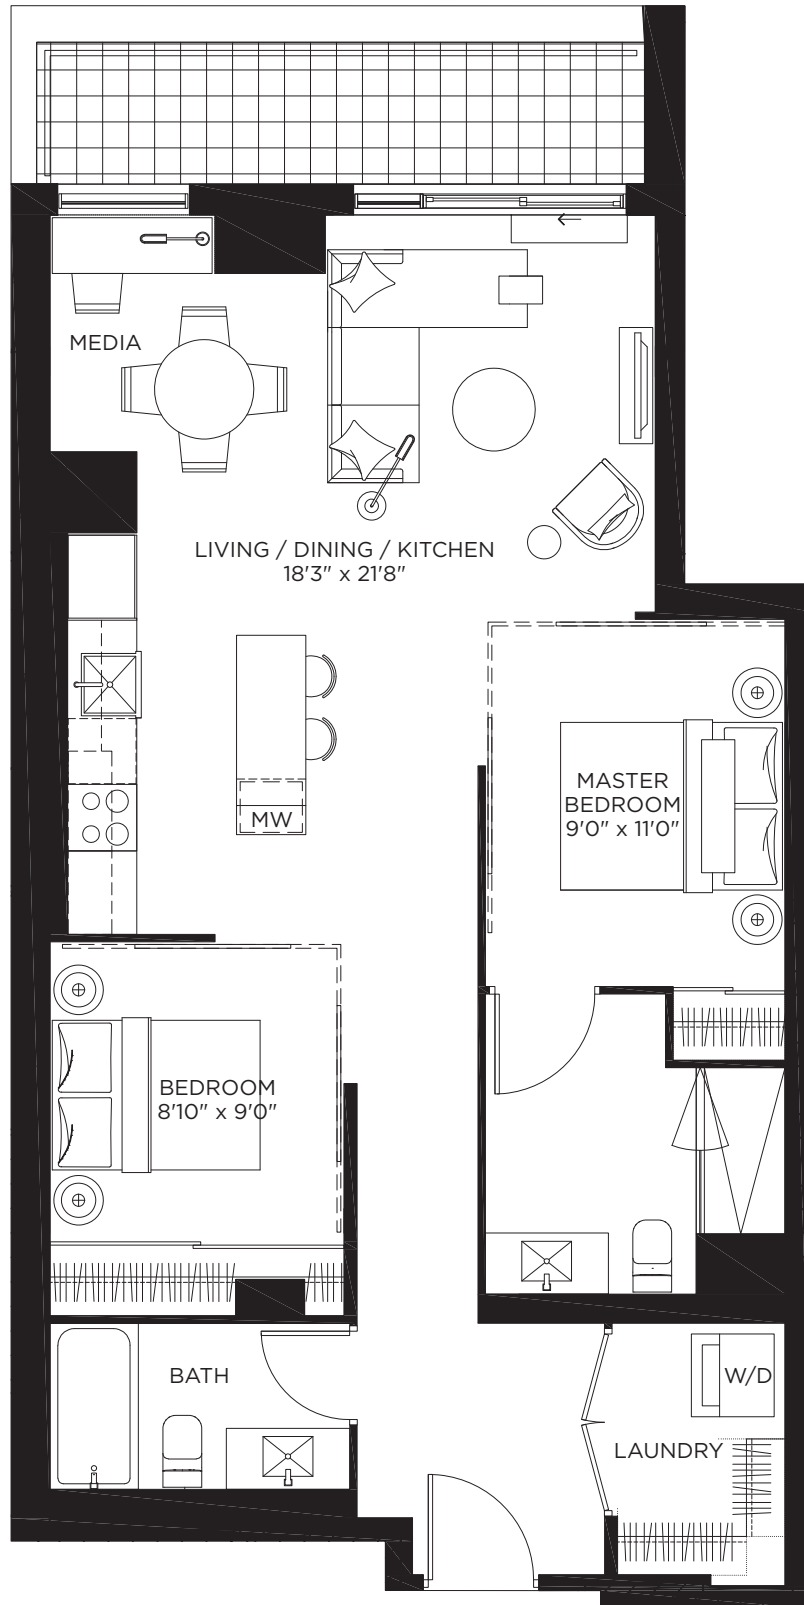 MEDIA
LIVING / DINING / KITCHEN
18'3" x 21'8"
MASTER
BEDROOM
9'0" x 11'0"
MW
BEDROOM
8'10" x 9'0"
BATH
W/D
LAUNDRY